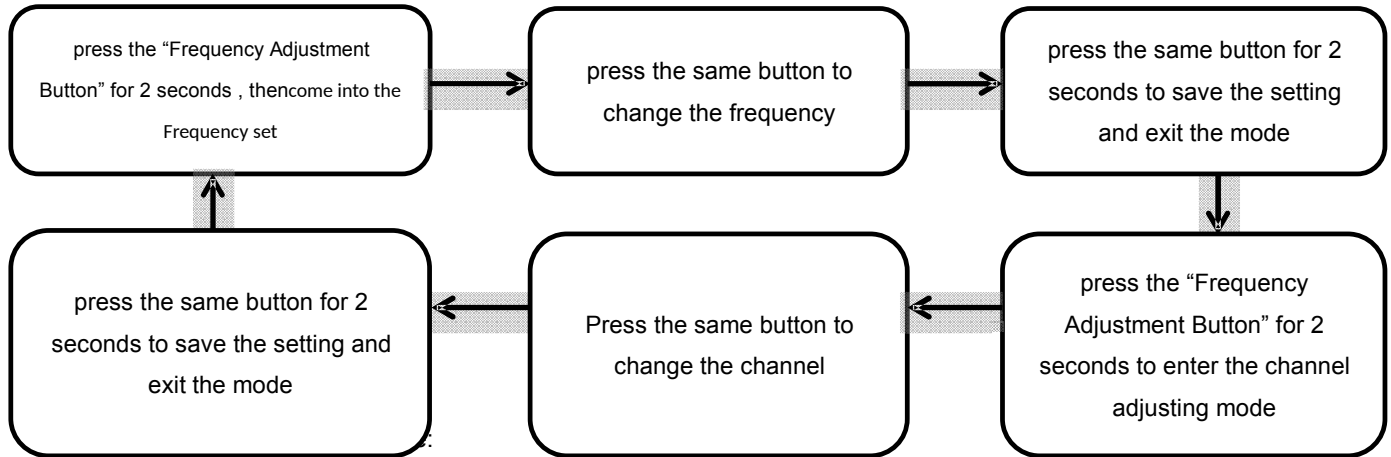 press the “Frequency Adjustment
Button” for 2 seconds , thencome into the
Frequency set
press the same button to
change the frequency
press the same button for 2
seconds to save the setting
and exit the mode
press the “Frequency
Adjustment Button” for 2
seconds to enter the channel
adjusting mode
Press the same button to
change the channel
press the same button for 2
seconds to save the setting and
exit the mode